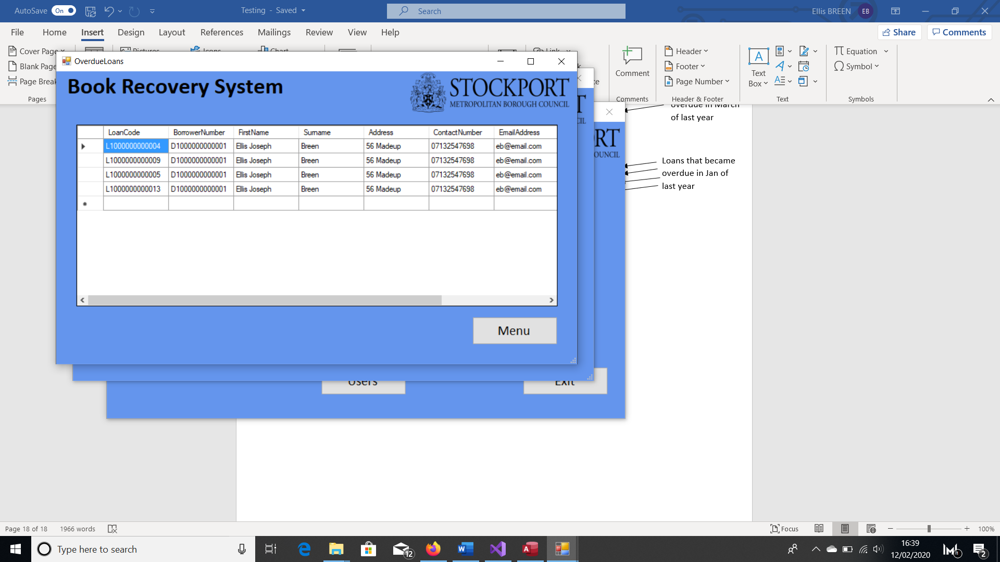 AutoSave On Testing - Saved Search Ellis BREEN EB
File Home Insert Design Layout References Mailings Review View Help Share Comments
Cover Page Pictures Icons Chart Link Header Equation
Blank Page Comment Footer Text Symbol
Page Break Page Number Box
Pages Comments Header & Footer Text Symbols
OverdueLoans
Book Recovery System
STOCKPORT
METROPOLITAN BOROUGH COUNCIL
LoanCode BorrowerNumber FirstName Surname Address ContactNumber EmailAddress
L1000000000004 D1000000000001 Ellis Joseph Breen 56 Madeup 07132547698 eb@email.com
L1000000000009 D1000000000001 Ellis Joseph Breen 56 Madeup 07132547698 eb@email.com
L1000000000005 D1000000000001 Ellis Joseph Breen 56 Madeup 07132547698 eb@email.com
L1000000000013 D1000000000001 Ellis Joseph Breen 56 Madeup 07132547698 eb@email.com
Menu
Users Exit
overdue in March
of last year
Loans that became
overdue in Jan of
last year
Page 18 of 18 1966 words Focus 100%
Type here to search 12 16:39
12/02/2020 1 2